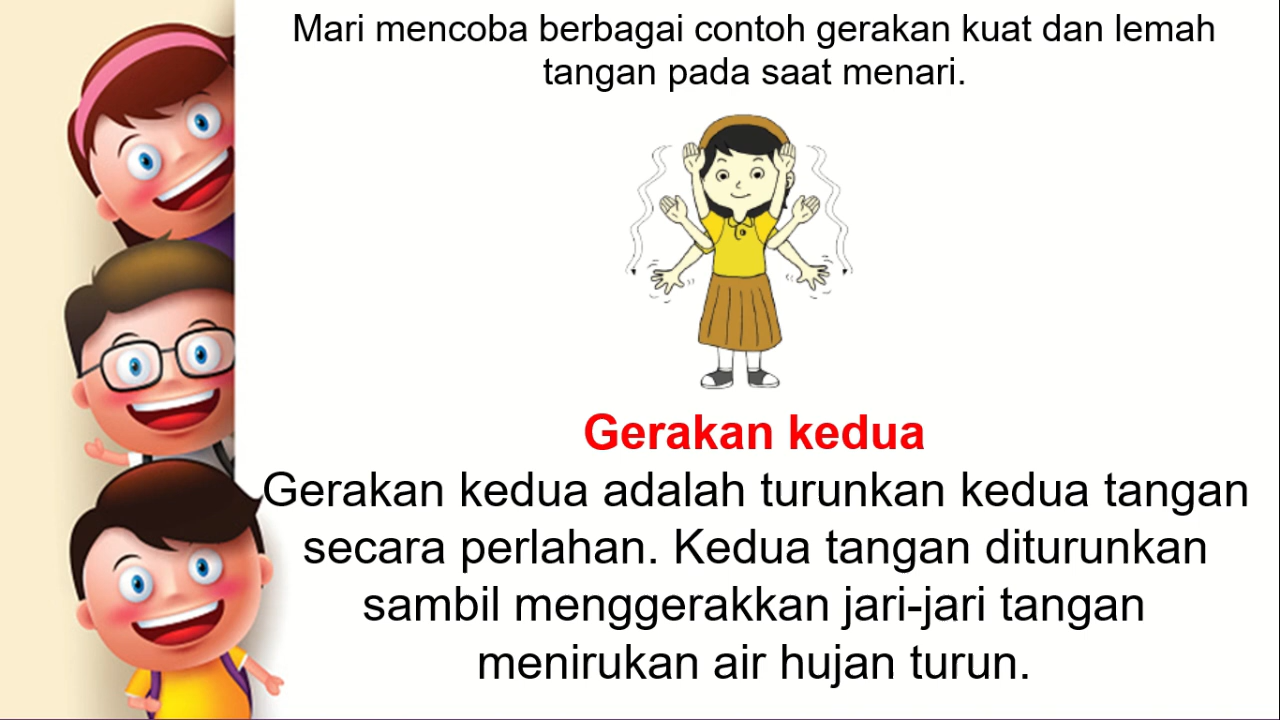 Mari mencoba berbagai contoh gerakan kuat dan lemah
tangan pada saat menari.
Gerakan kedua
Gerakan kedua adalah turunkan kedua tangan
secara perlahan. Kedua tangan diturunkan
sambil menggerakkan jari-jari tangan
menirukan air hujan turun.